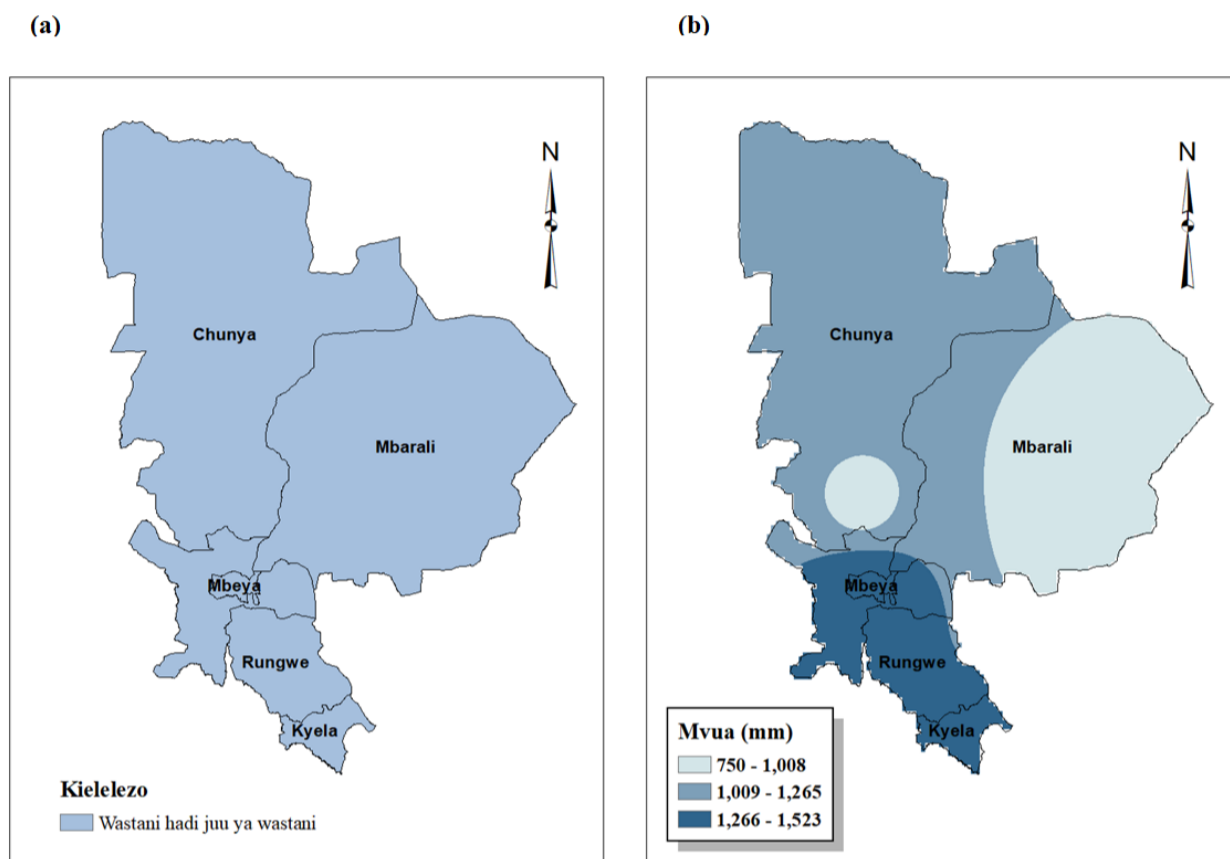 (a)
N
Chunya
Mbarali
Mbeya
Rungwe
Kyela
Kielelezo
Wastani hadi juu ya wastani
(b)
N
Chunya
Mbarali
Mbeya
Rungwe
Kyela
Mvua (mm)
750 - 1,008
1,009 - 1,265
1,266 - 1,523